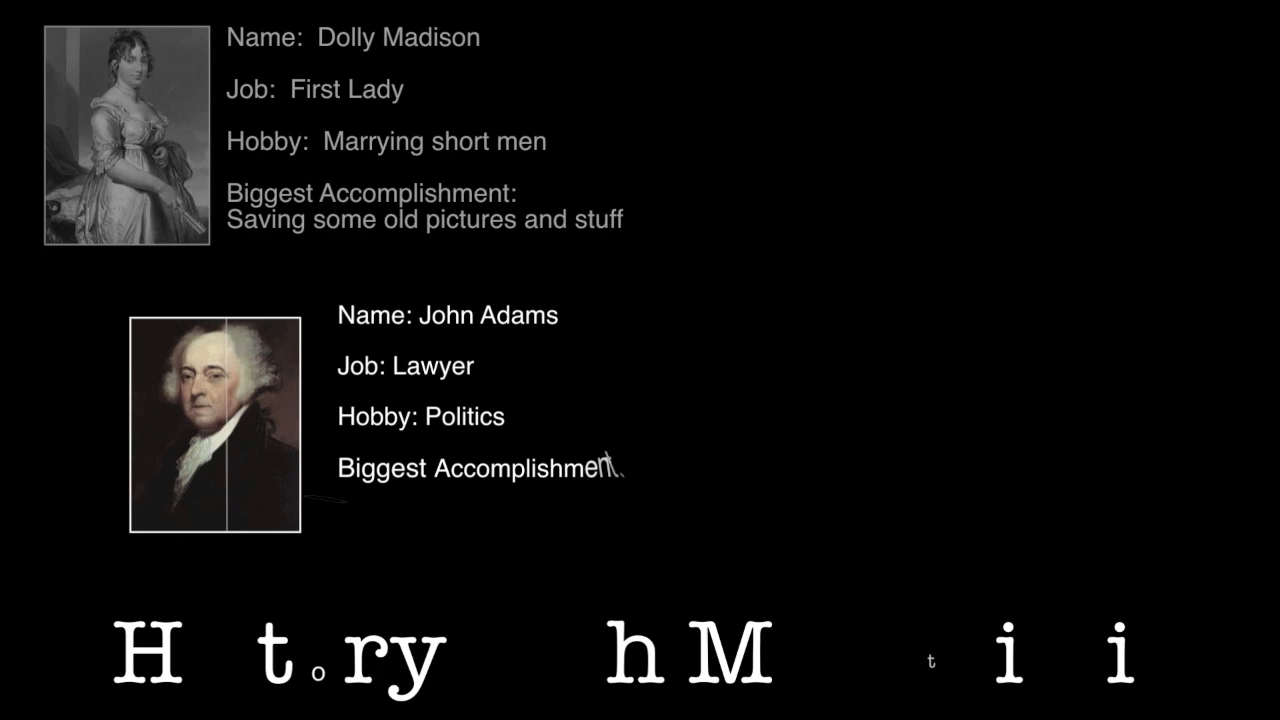 Name: Dolly Madison
Job: First Lady
Hobby: Marrying short men
Biggest Accomplishment:
Saving some old pictures and stuff
Name: John Adams
Job: Lawyer
Hobby: Politics
Biggest Accomplishment:
H t o ry h M t i i